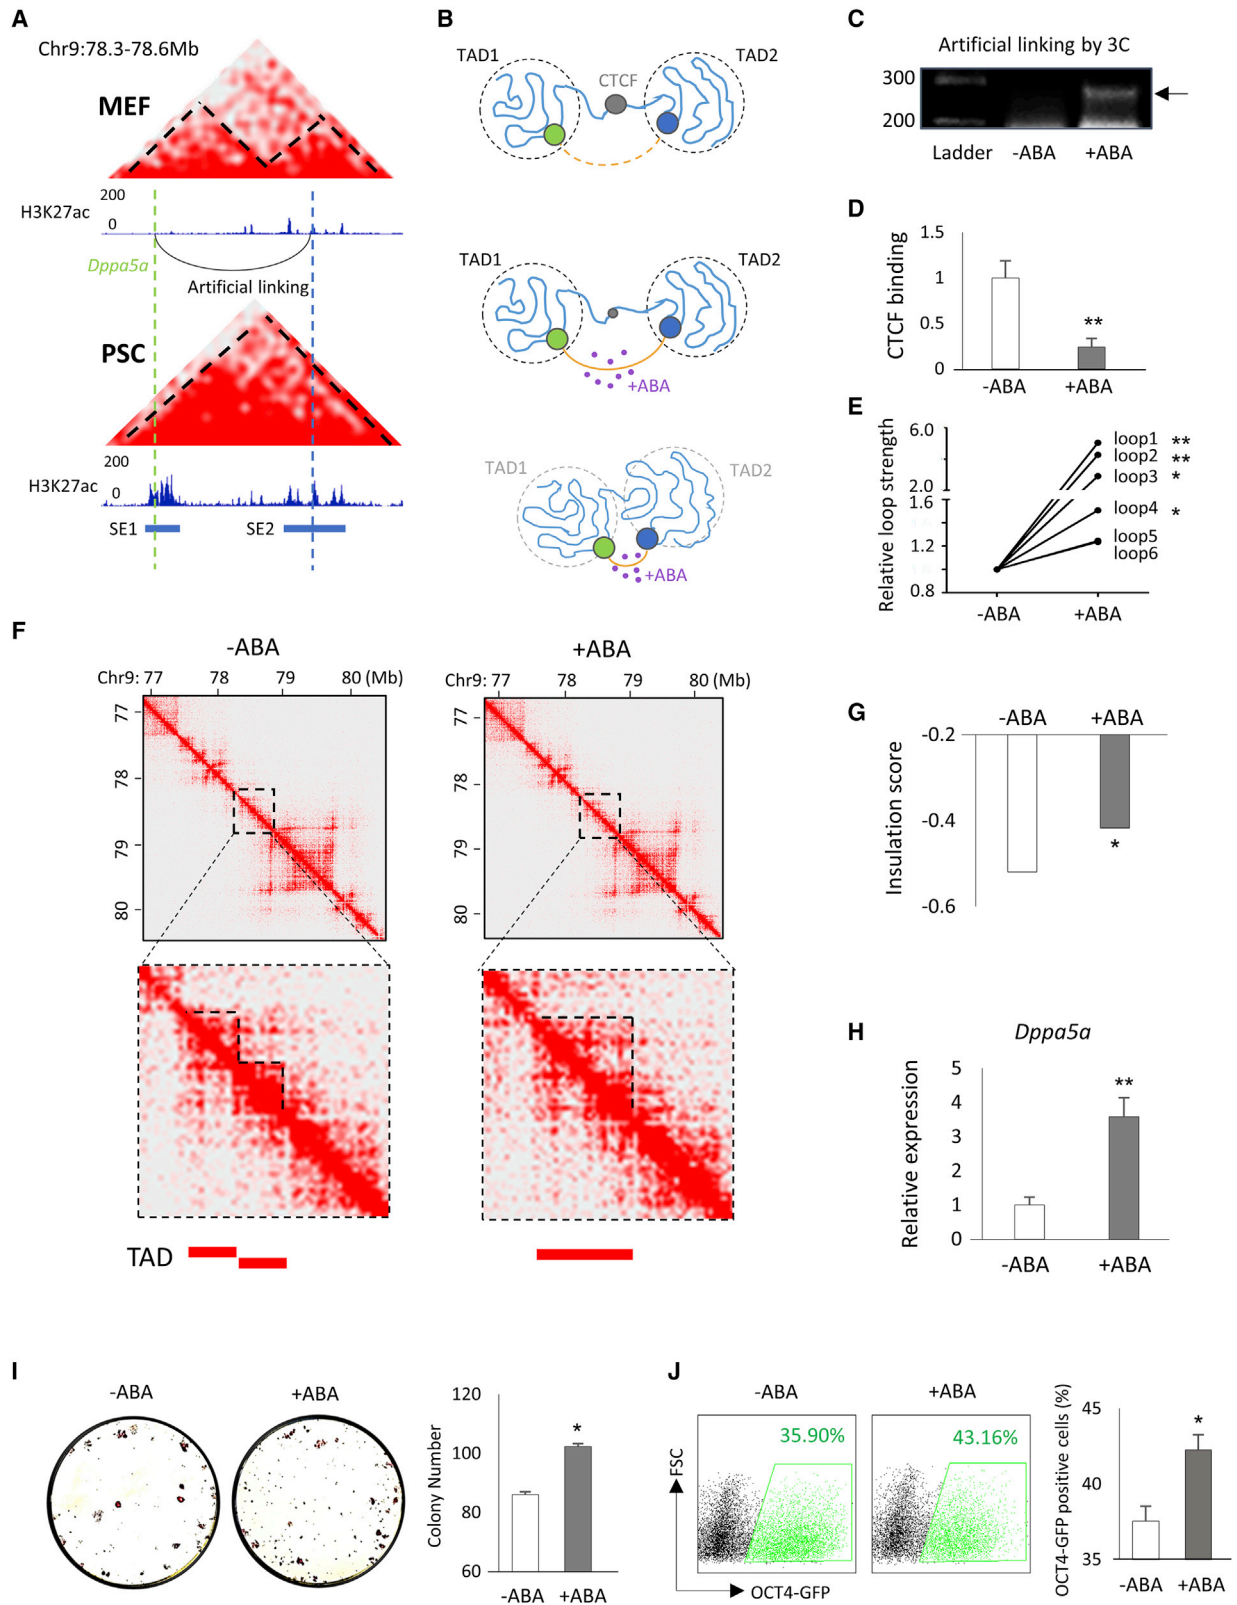 A
Chr9:78.3-78.6Mb
MEF
200
H3K27ac
0
Dppa5a
Artificial linking
PSC
200
H3K27ac
0
SE1
SE2
B
TAD1
CTCF
TAD2
TAD1
TAD2
+ABA
TAD1
TAD2
+ABA
C
Artificial linking by 3C
300
200
Ladder -ABA +ABA
D
CTCF binding
1.5
1
0.5
0
**
-ABA +ABA
E
Relative loop strength
6.0
2.0
1.6
1.2
0.8
loop1 **
loop2 **
loop3 *
loop4 *
loop5
loop6
-ABA +ABA
F
-ABA
Chr9: 77 78 79 80 (Mb)
77
78
79
80
+ABA
Chr9: 77 78 79 80 (Mb)
77
78
79
80
TAD
G
-ABA +ABA
Insulation score
-0.2
-0.4
-0.6
*
H
Dppa5a
Relative expression
5
4
3
2
1
0
**
-ABA +ABA
I
-ABA
+ABA
Colony Number
120
100
80
60
*
-ABA +ABA
J
-ABA
+ABA
35.90%
43.16%
FSC
OCT4-GFP
OCT4-GFP positive cells (%)
45
40
35
*
-ABA +ABA